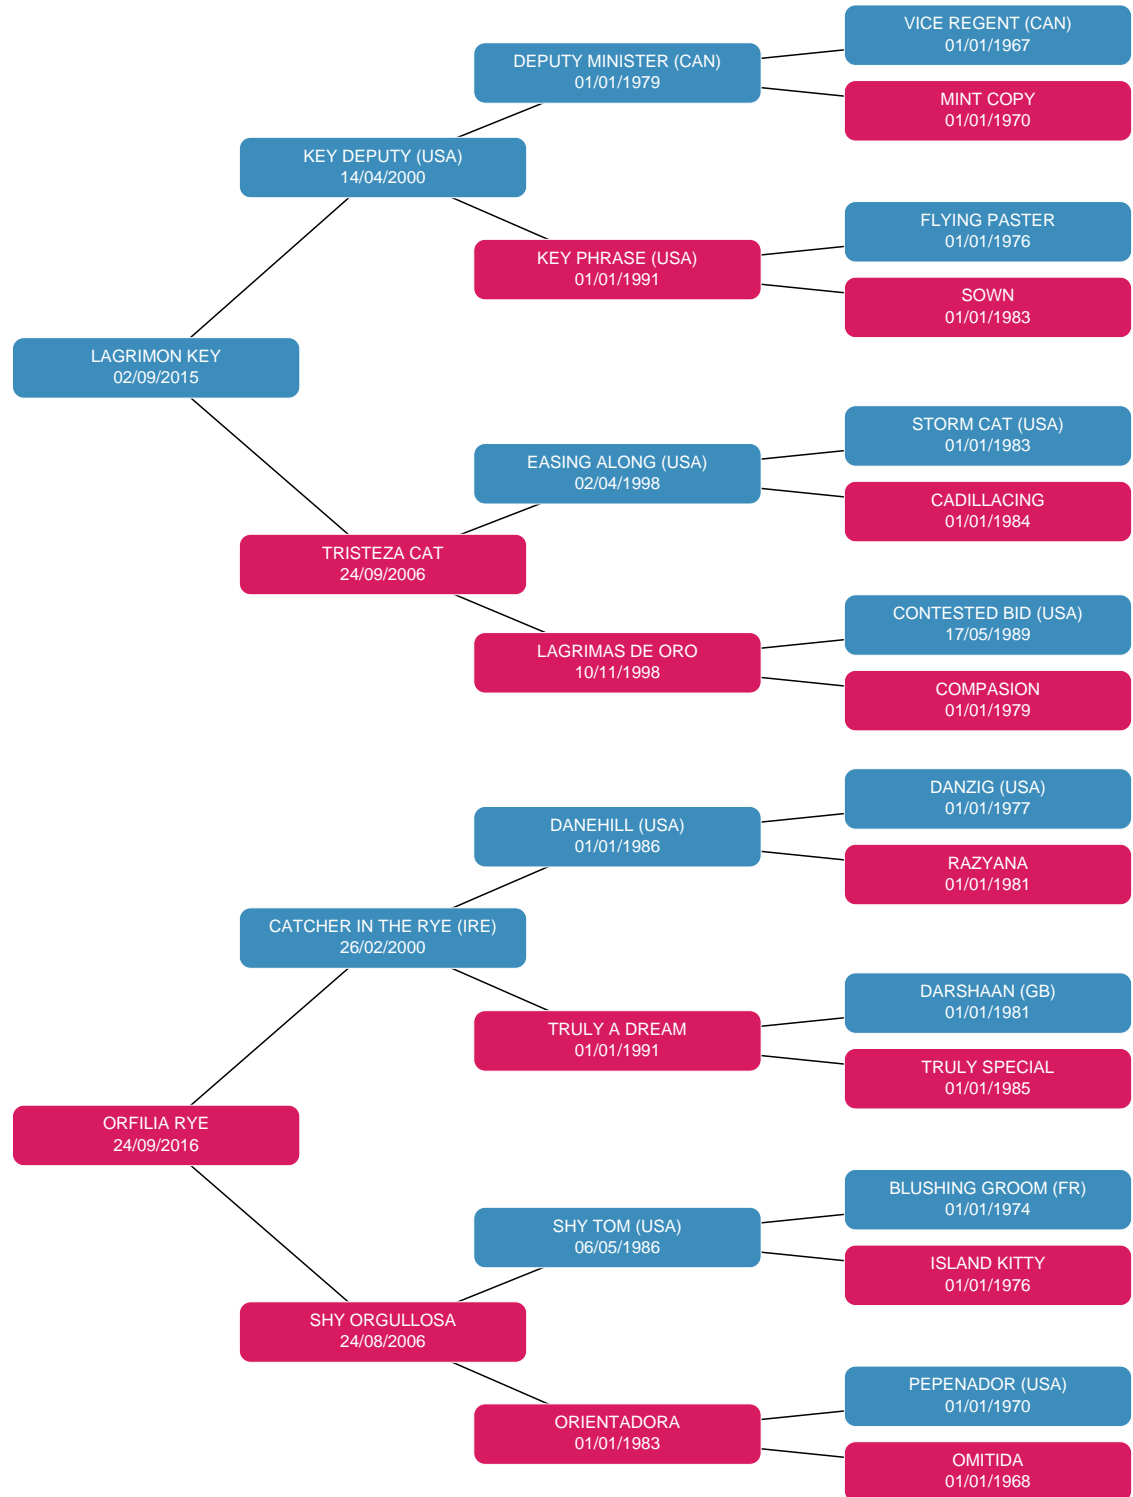 VICE REGENT (CAN)
01/01/1967
DEPUTY MINISTER (CAN)
01/01/1979
MINT COPY
01/01/1970
KEY DEPUTY (USA)
14/04/2000
FLYING PASTER
01/01/1976
KEY PHRASE (USA)
01/01/1991
SOWN
01/01/1983
LAGRIMON KEY
02/09/2015
STORM CAT (USA)
01/01/1983
EASING ALONG (USA)
02/04/1998
CADILLACING
01/01/1984
TRISTEZA CAT
24/09/2006
CONTESTED BID (USA)
17/05/1989
LAGRIMAS DE ORO
10/11/1998
COMPASION
01/01/1979
DANZIG (USA)
01/01/1977
DANEHILL (USA)
01/01/1986
RAZYANA
01/01/1981
CATCHER IN THE RYE (IRE)
26/02/2000
DARSHAAN (GB)
01/01/1981
TRULY A DREAM
01/01/1991
TRULY SPECIAL
01/01/1985
ORFILIA RYE
24/09/2016
BLUSHING GROOM (FR)
01/01/1974
SHY TOM (USA)
06/05/1986
ISLAND KITTY
01/01/1976
SHY ORGULLOSA
24/08/2006
PEPENADOR (USA)
01/01/1970
ORIENTADORA
01/01/1983
OMITIDA
01/01/1968